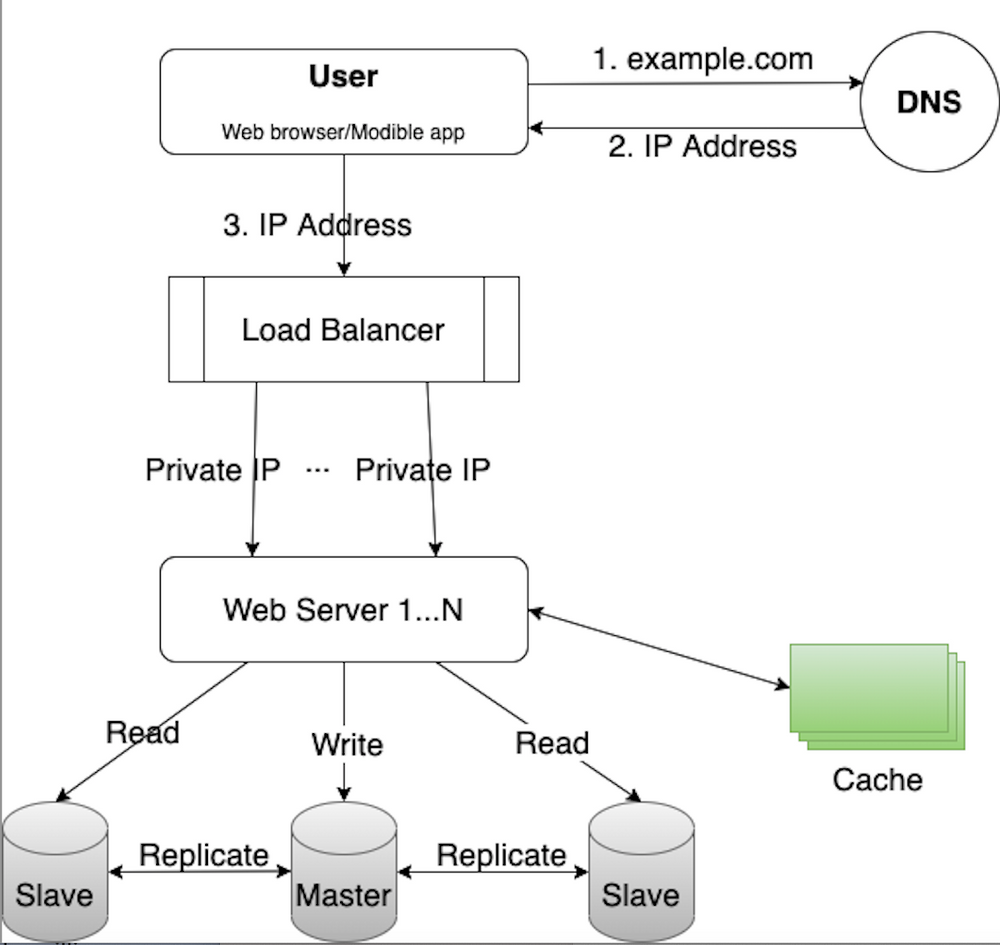 User
Web browser/Modible app
1. example.com
DNS
2. IP Address
3. IP Address
Load Balancer
Private IP ... Private IP
Web Server 1...N
Read
Write
Read
Cache
Replicate
Replicate
Slave
Master
Slave